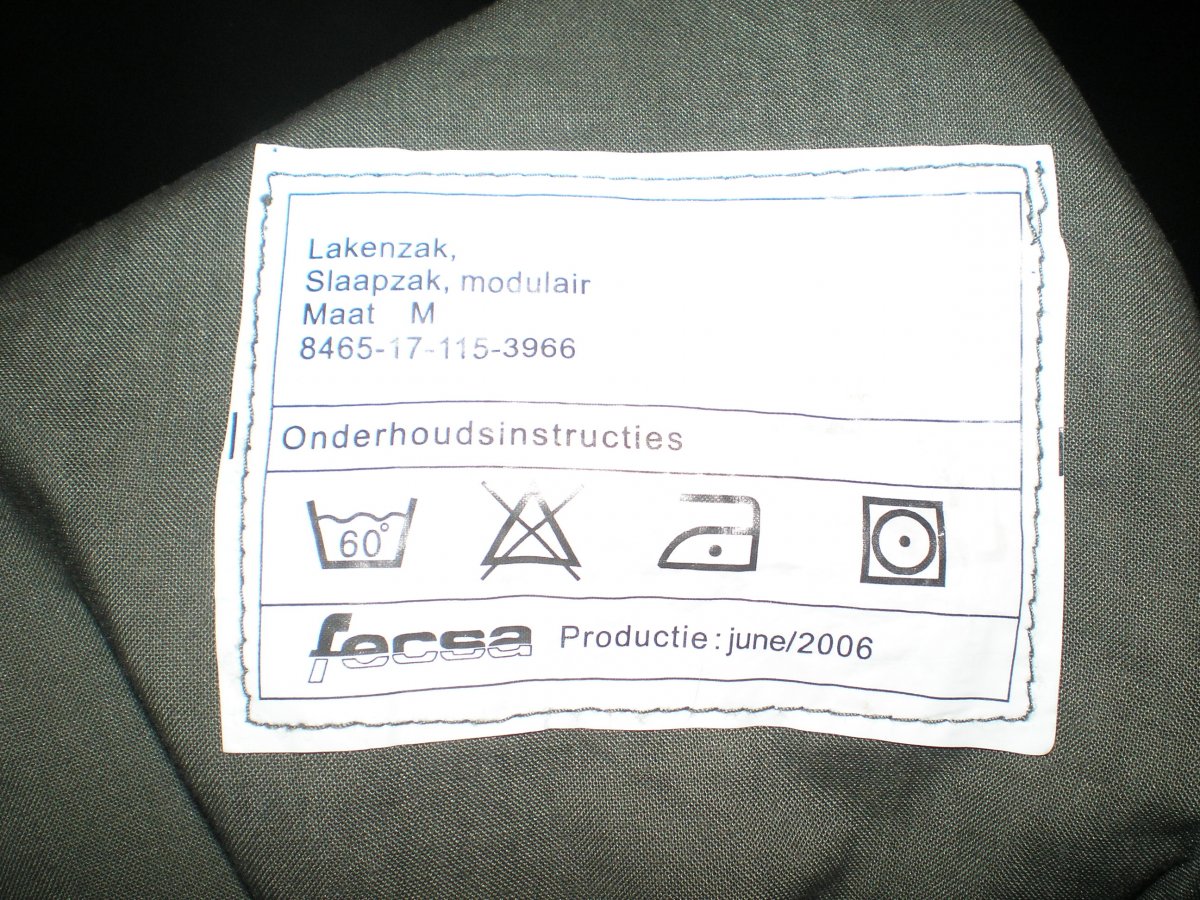 Lakenzak,
Slaapzak, modulair
Maat M
8465-17-115-3966
Onderhoudsinstructies
60°
fecsa Productie: june/2006